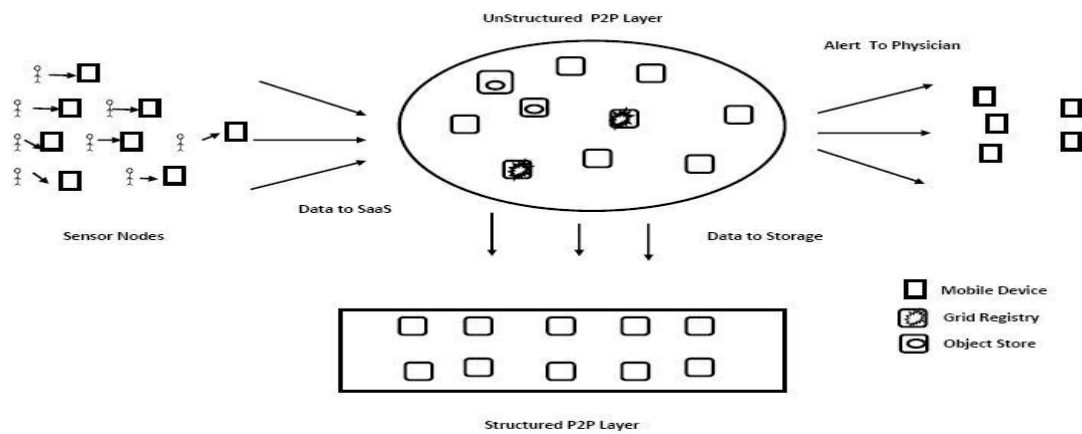 UnStructured P2P Layer
Alert To Physician
Data to SaaS
Sensor Nodes
Data to Storage
Mobile Device
Grid Registry
Object Store
Structured P2P Layer